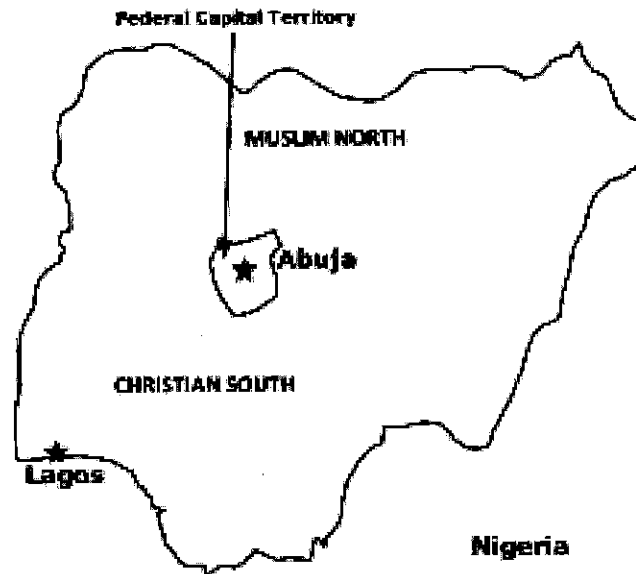 Federal Capital Territory
MUSLIM NORTH
Abuja
CHRISTIAN SOUTH
Lagos
Nigeria